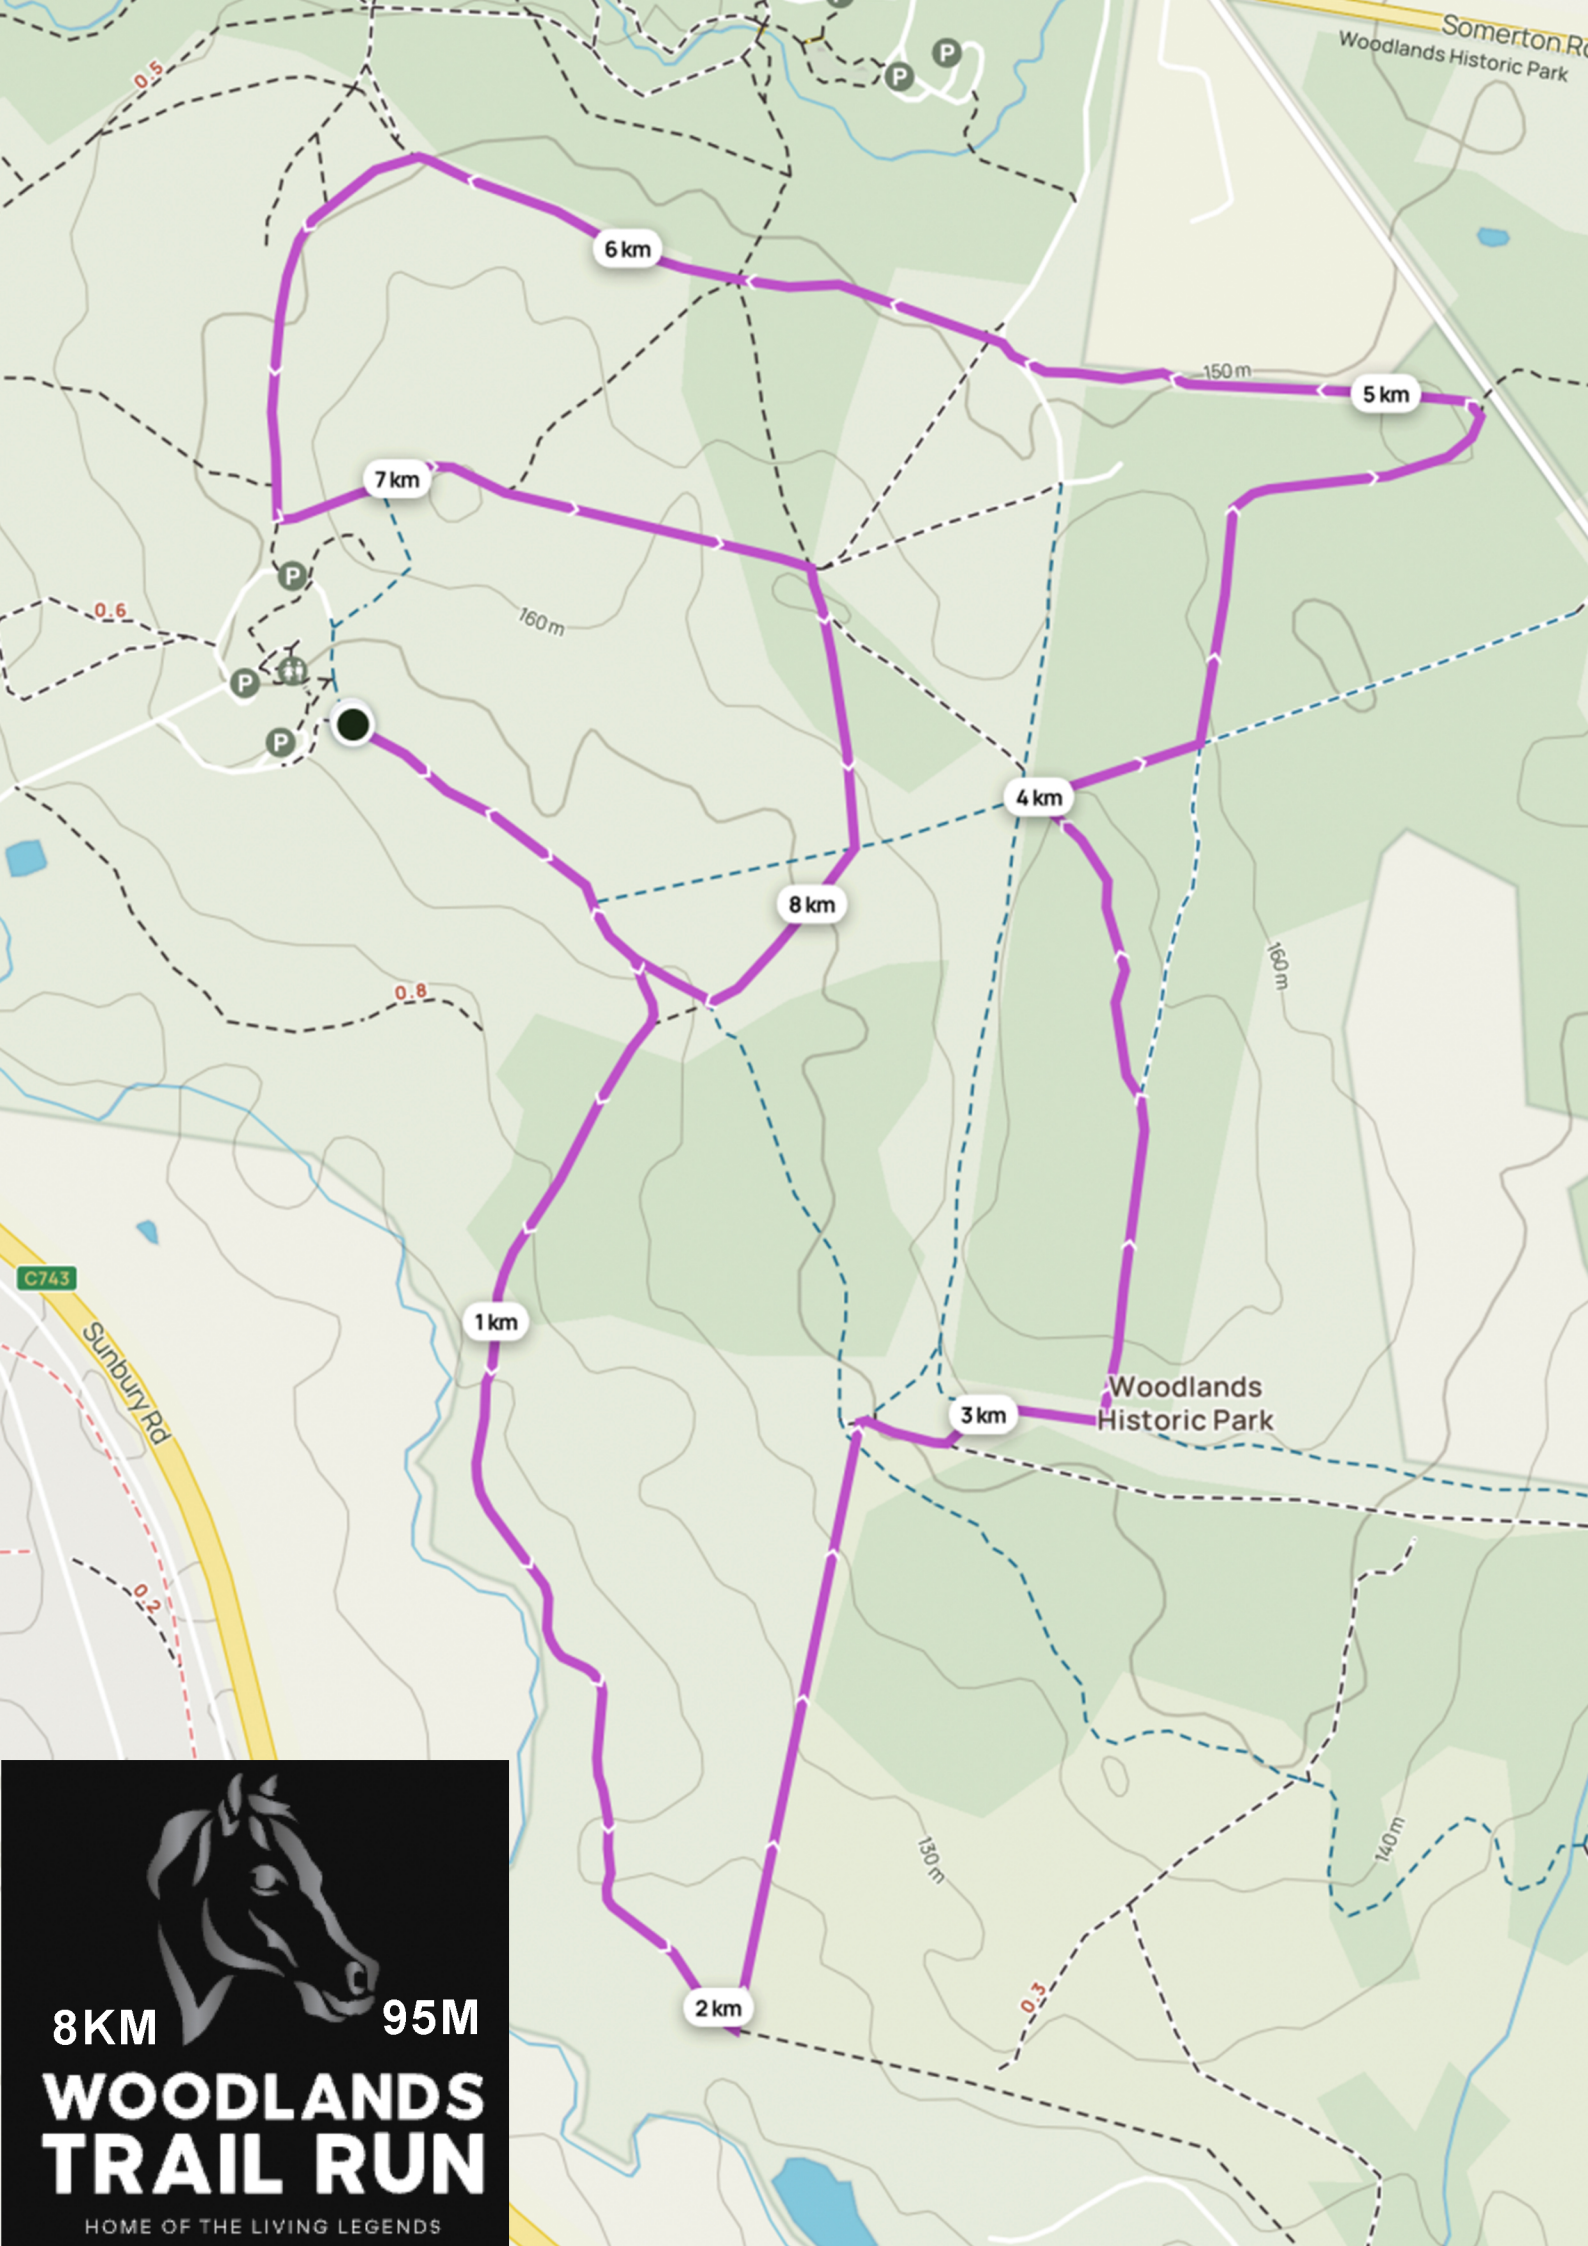 Somerton Ro
Woodlands Historic Park
P
P
0.5
6 km
150 m
5 km
7 km
P
0.6
160 m
P
P
4 km
8 km
160 m
0.8
C743
Sunbury Rd
1 km
Woodlands
Historic Park
3 km
0.2
130 m
140 m
0.3
2 km
8KM
95M
WOODLANDS
TRAIL RUN
HOME OF THE LIVING LEGENDS